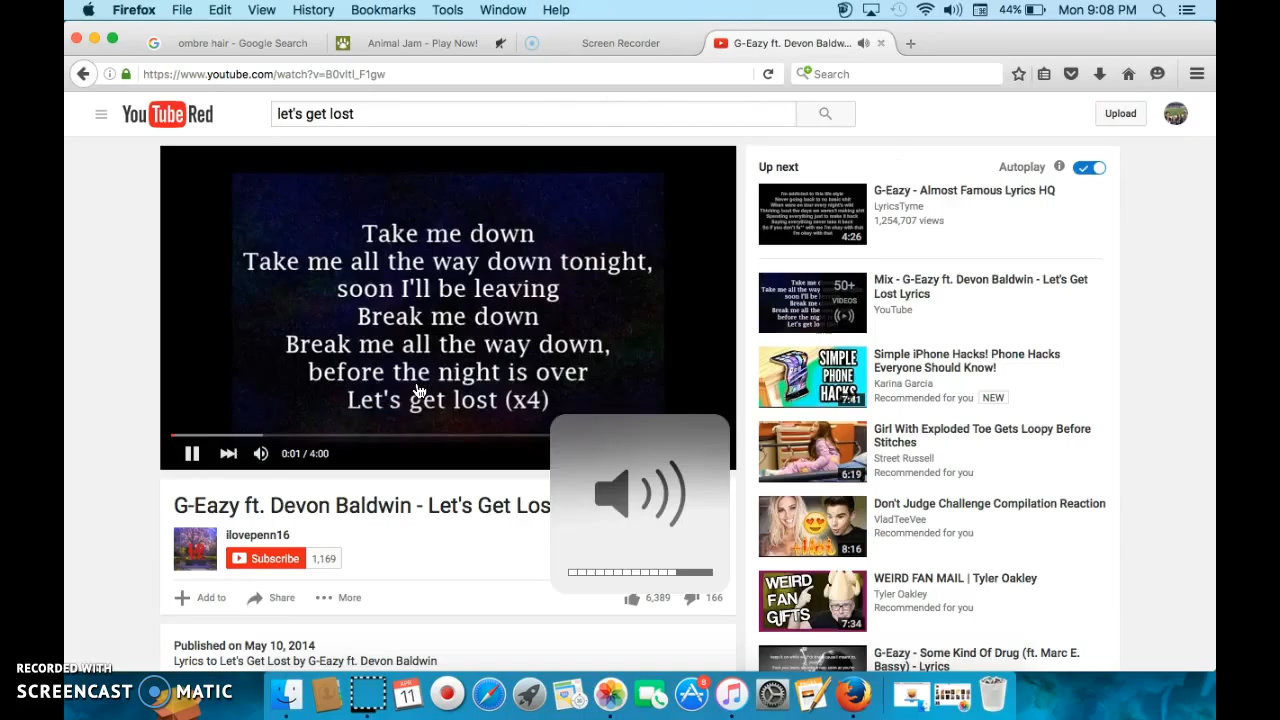 Firefox File Edit View History Bookmarks Tools Window Help 44% Mon 9:08 PM
ombre hair - Google Search
Animal Jam - Play Now!
Screen Recorder
G-Eazy ft. Devon Baldw...
https://www.youtube.com/watch?v=B0vltI_F1gw
Search
YouTube Red
let's get lost
Upload
Take me down
Take me all the way down tonight,
soon I'll be leaving
Break me down
Break me all the way down,
before the night is over
Let's get lost (x4)
0:01 / 4:00
G-Eazy ft. Devon Baldwin - Let's Get Los
ilovepenn16
Subscribe 1,169
Add to
Share
More
6,389 166
Published on May 10, 2014
Lyrics to Let's Get Lost by G-Eazy ft. Devon Baldwin
Up next
Autoplay
4:26
G-Eazy - Almost Famous Lyrics HQ
LyricsTyme
1,254,707 views
50+
VIDEOS
Mix - G-Eazy ft. Devon Baldwin - Let's Get
Lost Lyrics
YouTube
SIMPLE
PHONE
HACKS
7:41
Simple iPhone Hacks! Phone Hacks
Everyone Should Know!
Karina Garcia
Recommended for you NEW
6:19
Girl With Exploded Toe Gets Loopy Before
Stitches
Street Russell
Recommended for you
8:16
Don't Judge Challenge Compilation Reaction
VladTeeVee
Recommended for you
WEIRD
FAN
GIFTS
7:34
WEIRD FAN MAIL | Tyler Oakley
Tyler Oakley
Recommended for you
G-Eazy - Some Kind Of Drug (ft. Marc E.
Bassy) - Lyrics
RECORDED WITH
SCREENCAST MATIC
11
8